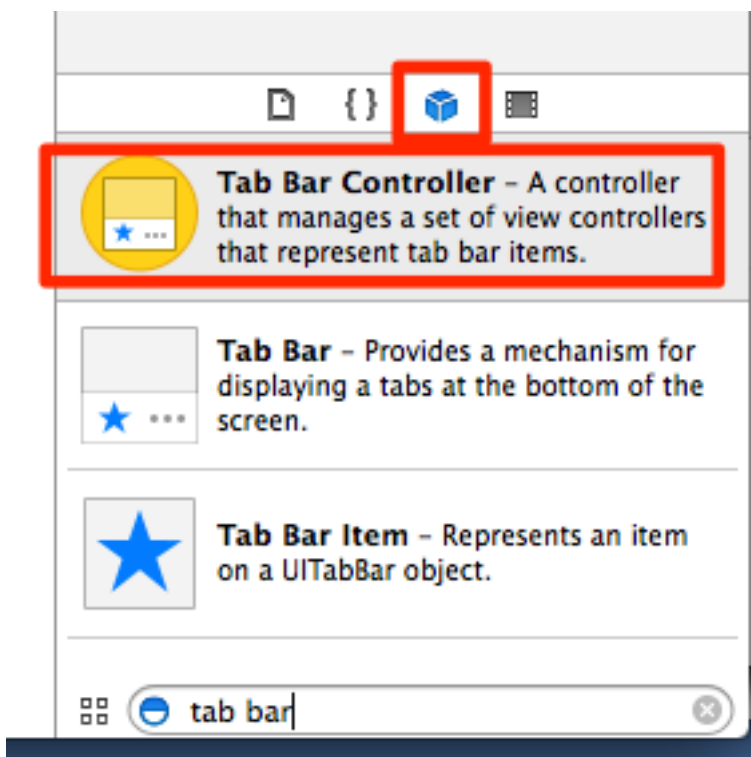 { }
Tab Bar Controller – A controller
that manages a set of view controllers
that represent tab bar items.
Tab Bar – Provides a mechanism for
displaying a tabs at the bottom of the
screen.
Tab Bar Item – Represents an item
on a UITabBar object.
tab bar